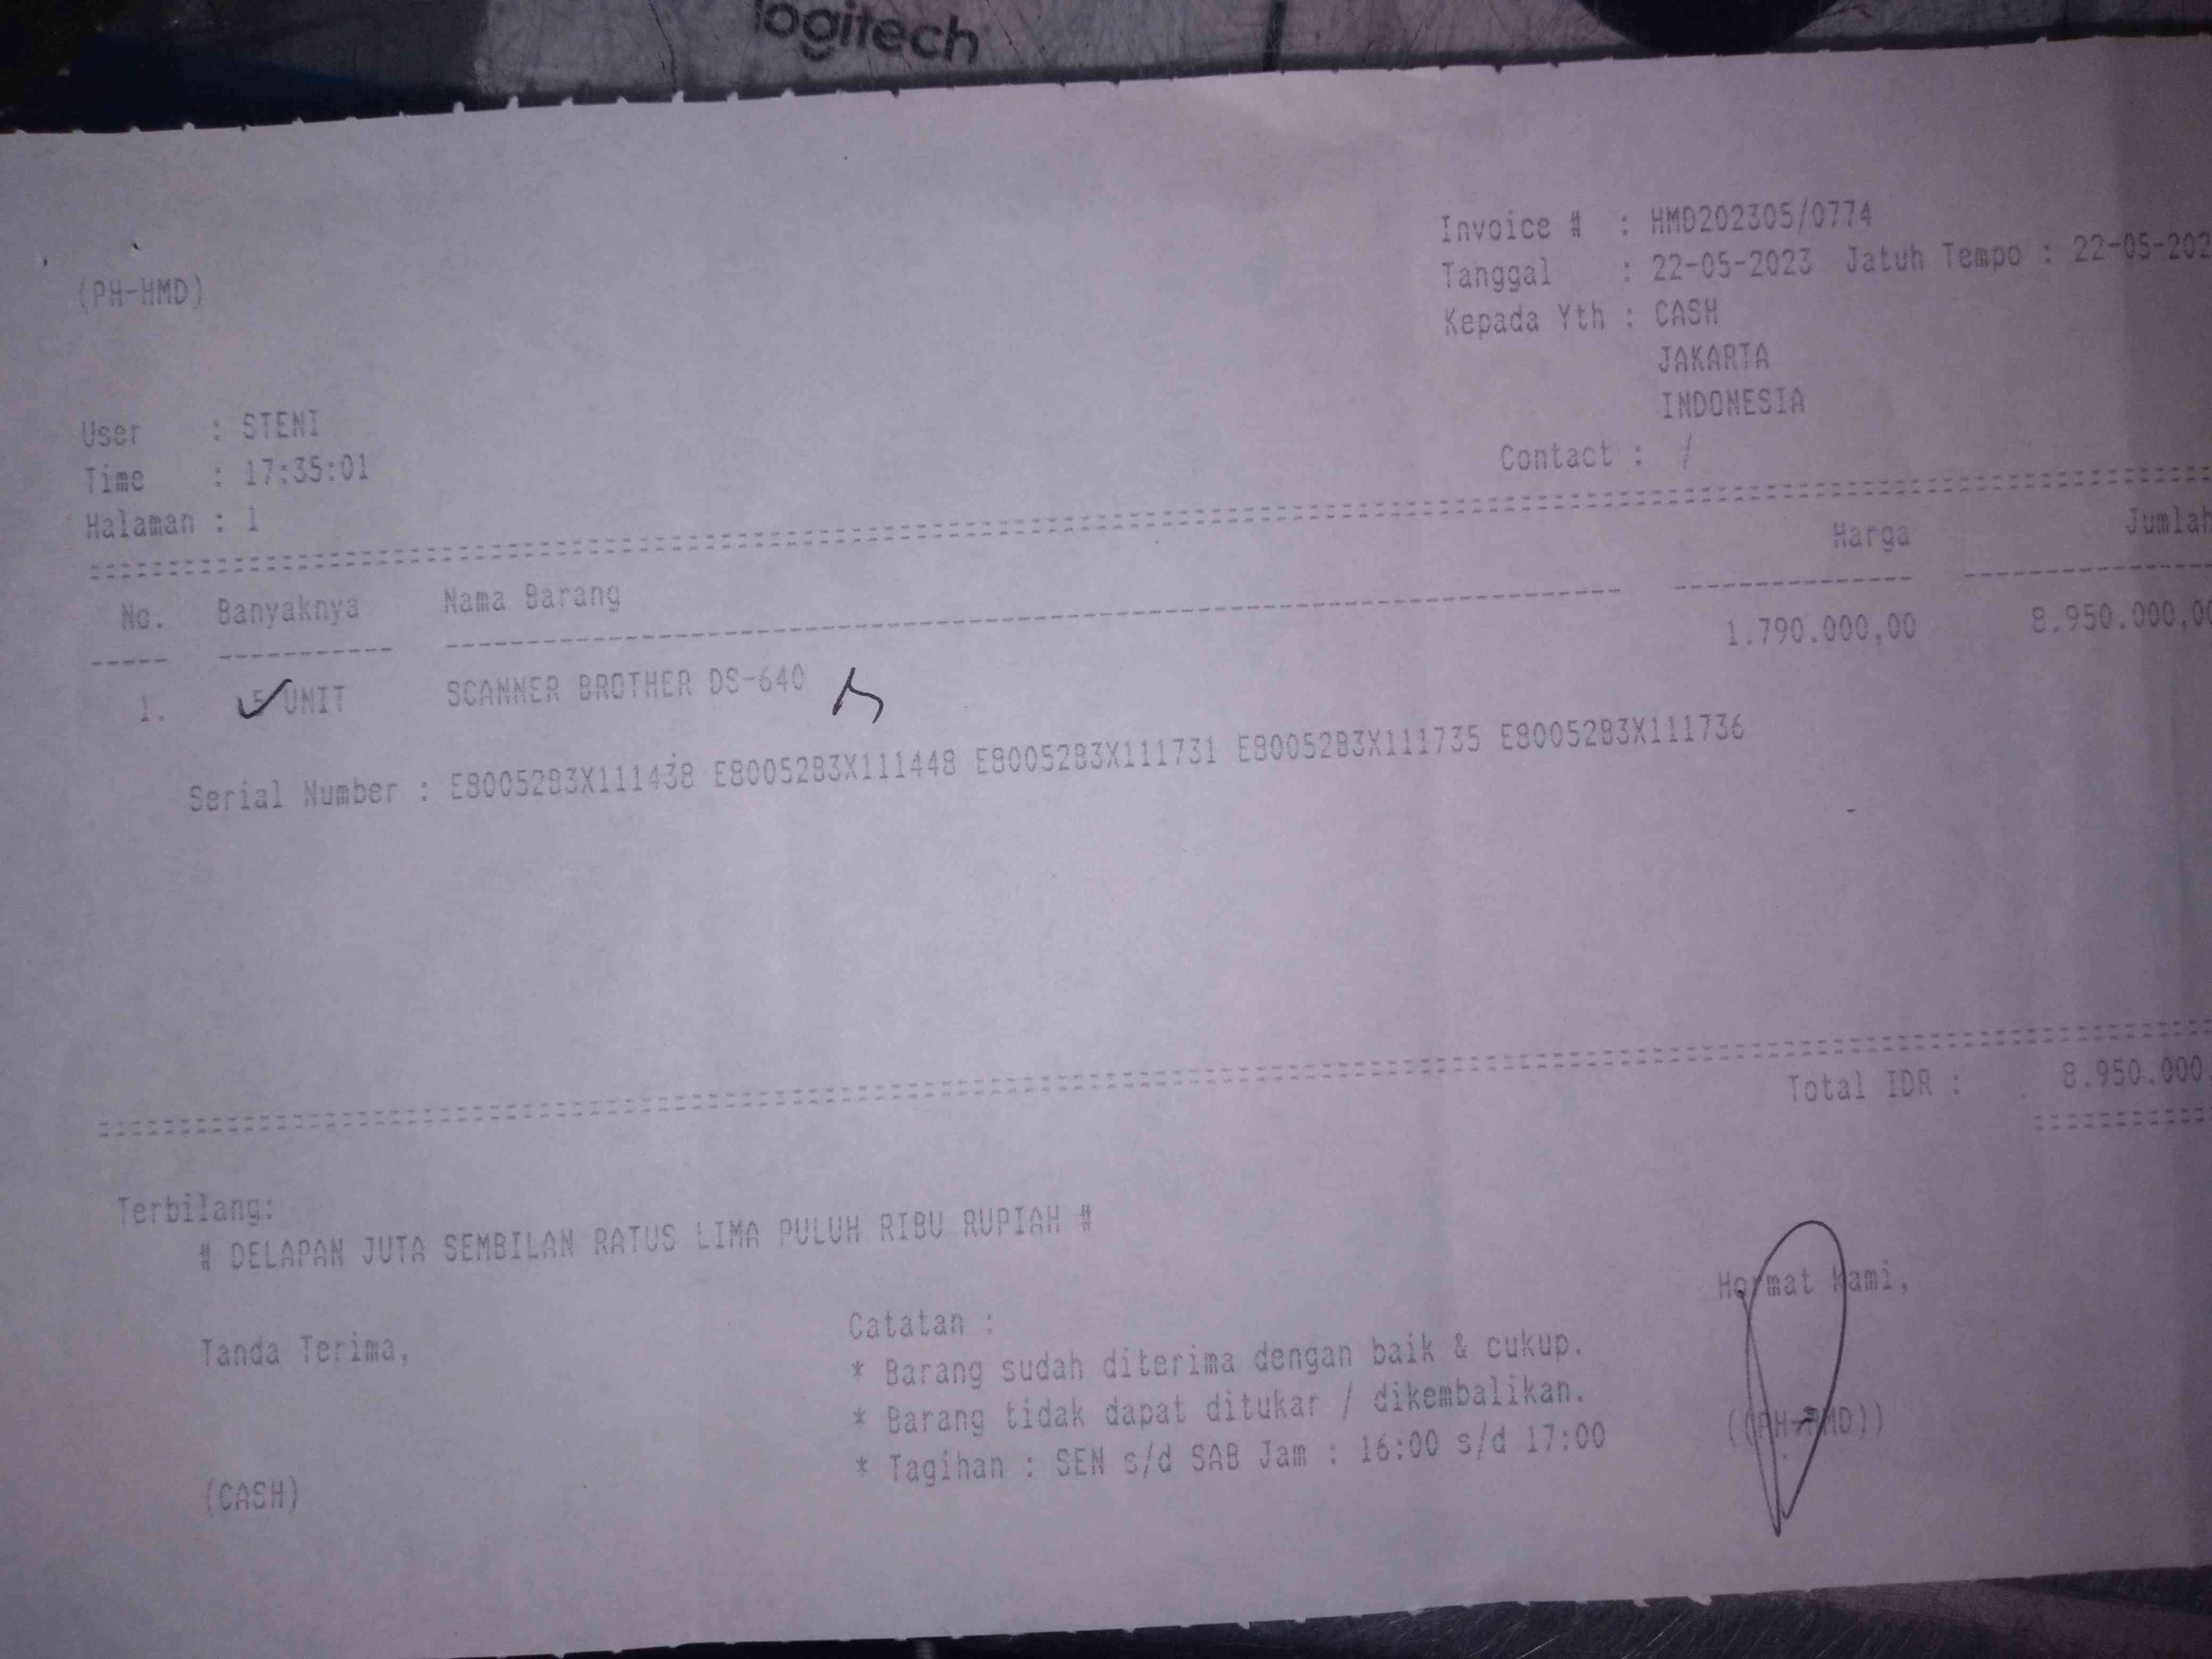 logitech
Invoice # : HMD202305/0774
(PH-HMD)
Tanggal : 22-05-2023 Jatuh Tempo : 22-05-202
Kepada Yth : CASH
JAKARTA
INDONESIA
User : STENI
Contact : /
Time : 17:35:01
Halaman : 1
No. Banyaknya Nama Barang Harga Jumlah
1. 5 UNIT SCANNER BROTHER DS-640 1.790.000,00 8.950.000,00
Serial Number : E80052B3X111438 E80052B3X111448 E80052B3X111731 E80052B3X111735 E80052B3X111736
Total IDR : 8.950.000,
Terbilang:
# DELAPAN JUTA SEMBILAN RATUS LIMA PULUH RIBU RUPIAH #
Tanda Terima,
Catatan :
Hormat kami,
* Barang sudah diterima dengan baik & cukup.
* Barang tidak dapat ditukar / dikembalikan.
* Tagihan : SEN s/d SAB Jam : 16:00 s/d 17:00
(CASH)
((PH-HMD))